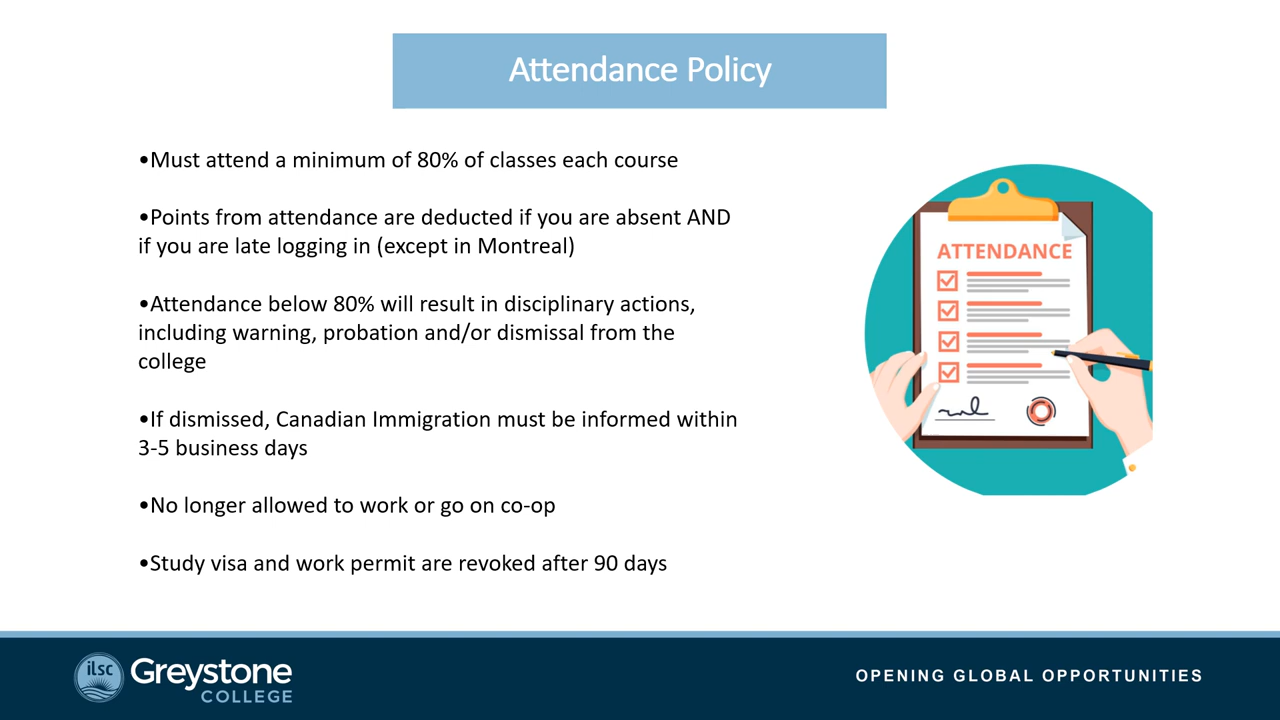 Attendance Policy
•Must attend a minimum of 80% of classes each course
•Points from attendance are deducted if you are absent AND
if you are late logging in (except in Montreal)
•Attendance below 80% will result in disciplinary actions,
including warning, probation and/or dismissal from the
college
•If dismissed, Canadian Immigration must be informed within
3-5 business days
•No longer allowed to work or go on co-op
•Study visa and work permit are revoked after 90 days
ATTENDANCE
ilsc
Greystone
COLLEGE
OPENING GLOBAL OPPORTUNITIES